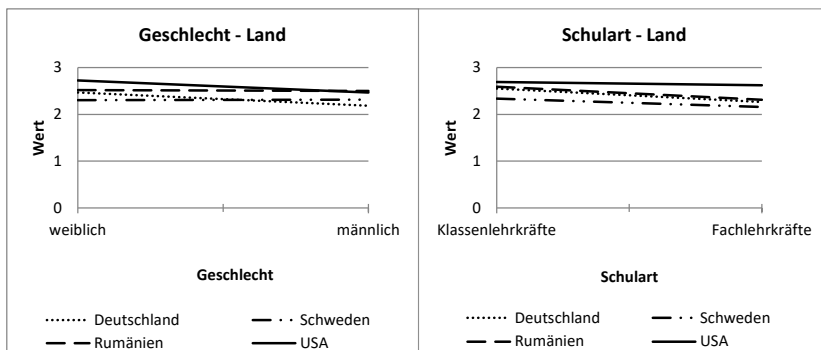 Geschlecht - Land
3
2
1
0
Wert
weiblich
männlich
Geschlecht
Deutschland
Schweden
Rumänien
USA
Schulart - Land
3
2
1
0
Wert
Klassenlehrkräfte
Fachlehrkräfte
Schulart
Deutschland
Schweden
Rumänien
USA